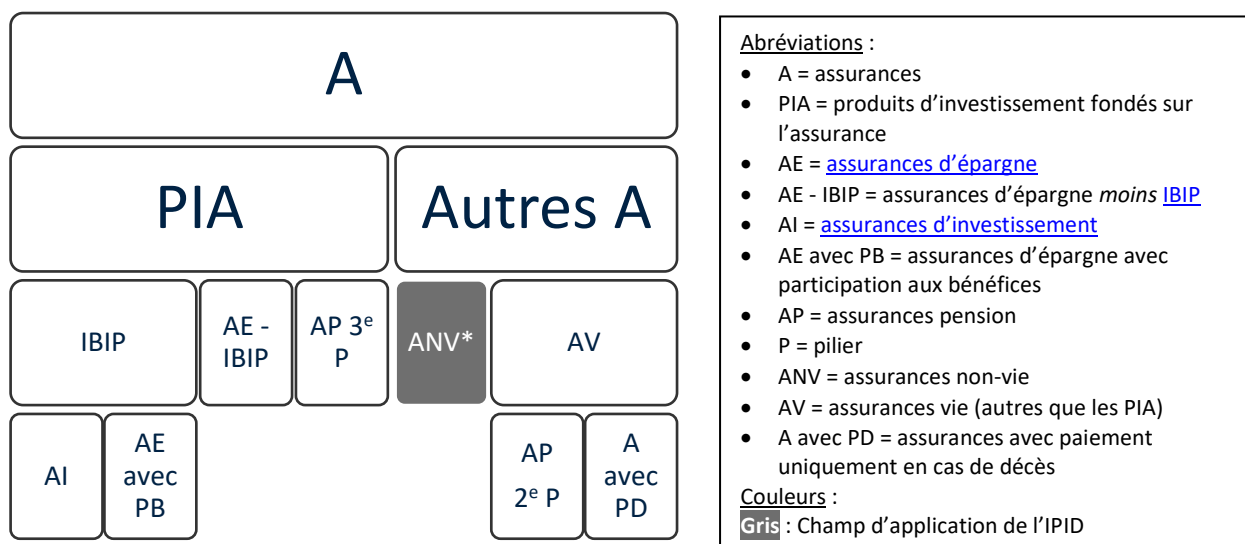 A
PIA
Autres A
IBIP
AE -
IBIP
AP 3e
P
ANV*
AV
AI
AE
avec
PB
AP
2e P
A
avec
PD
Abréviations :
• A = assurances
• PIA = produits d’investissement fondés sur
l’assurance
• AE = assurances d’épargne
• AE - IBIP = assurances d’épargne moins IBIP
• AI = assurances d’investissement
• AE avec PB = assurances d’épargne avec
participation aux bénéfices
• AP = assurances pension
• P = pilier
• ANV = assurances non-vie
• AV = assurances vie (autres que les PIA)
• A avec PD = assurances avec paiement
uniquement en cas de décès
Couleurs :
Gris : Champ d’application de l’IPID